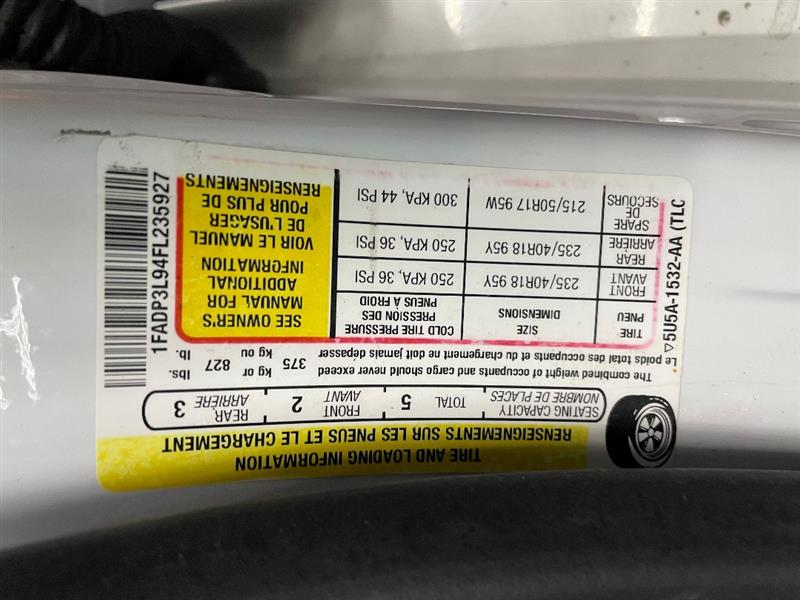 TIRE AND LOADING INFORMATION
RENSEIGNEMENTS SUR LES PNEUS ET LE CHARGEMENT
SEATING CAPACITY
NOMBRE DE PLACES
TOTAL 5
FRONT
AVANT 2
REAR
ARRIÈRE 3
The combined weight of occupants and cargo should never exceed
Le poids total des occupants et du chargement ne doit jamais dépasser
375 kg or 827 lbs.
kg ou lb.
TIRE
PNEU
SIZE
DIMENSIONS
COLD TIRE PRESSURE
PRESSION DES
PNEUS A FROID
FRONT
AVANT
235/40R18 95Y
250 KPA, 36 PSI
REAR
ARRIÈRE
235/40R18 95Y
250 KPA, 36 PSI
SPARE
DE
SECOURS
215/50R17 95W
300 KPA, 44 PSI
SEE OWNER'S
MANUAL FOR
ADDITIONAL
INFORMATION
VOIR LE MANUEL
DE L'USAGER
POUR PLUS DE
RENSEIGNEMENTS
▽5U5A-1532-AA (TLC
1FADP3L94FL235927